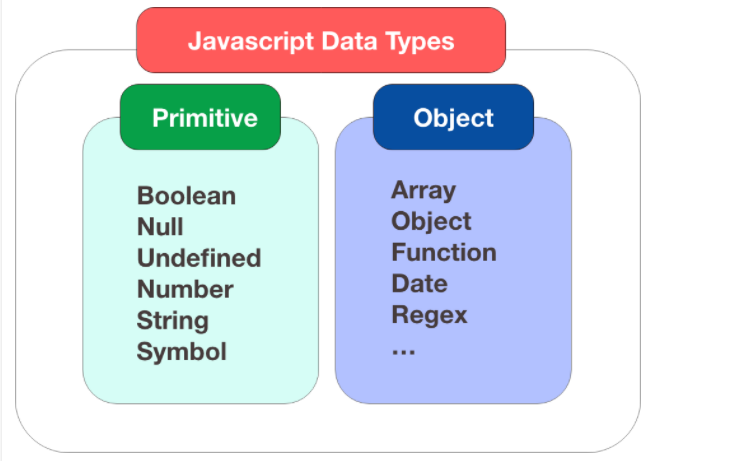 Javascript Data Types
Primitive
Boolean
Null
Undefined
Number
String
Symbol
Object
Array
Object
Function
Date
Regex
...